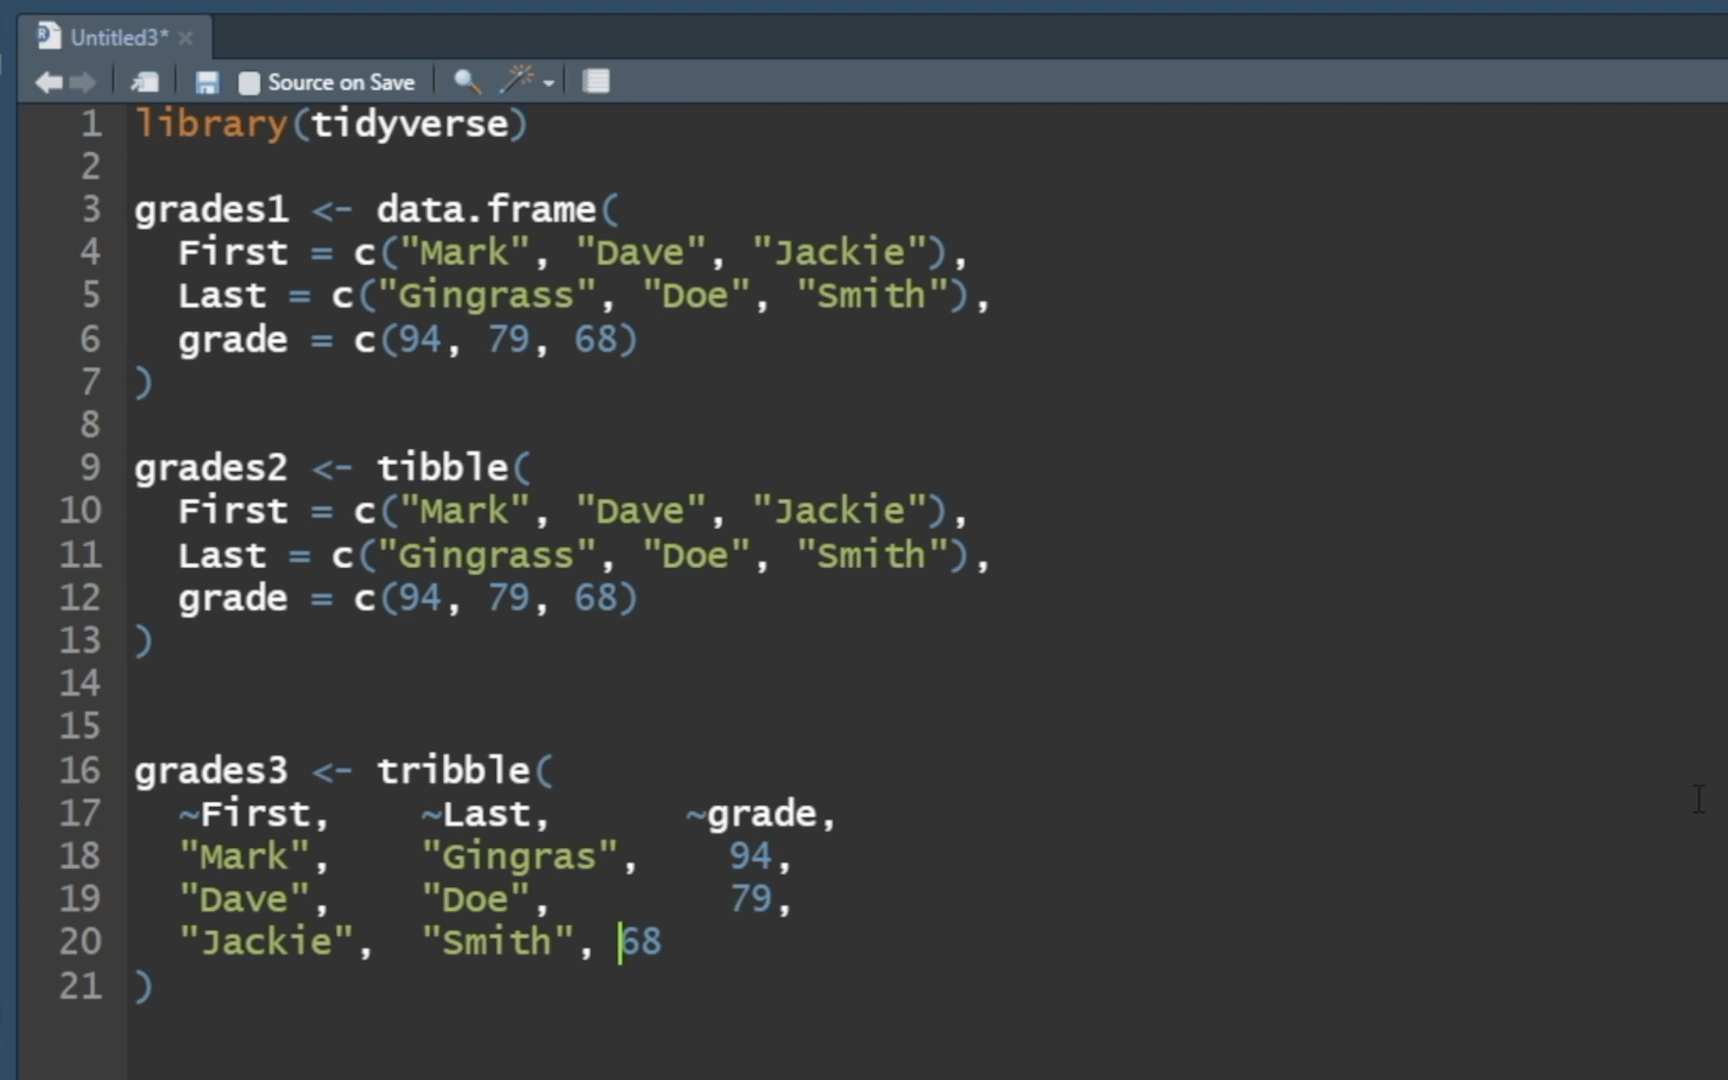 Untitled3*
Source on Save
1 library(tidyverse)
2
3 grades1 <- data.frame(
4   First = c("Mark", "Dave", "Jackie"),
5   Last = c("Gingrass", "Doe", "Smith"),
6   grade = c(94, 79, 68)
7 )
8
9 grades2 <- tibble(
10   First = c("Mark", "Dave", "Jackie"),
11   Last = c("Gingrass", "Doe", "Smith"),
12   grade = c(94, 79, 68)
13 )
14
15
16 grades3 <- tribble(
17   ~First,    ~Last,      ~grade,
18   "Mark",    "Gingras",    94,
19   "Dave",    "Doe",        79,
20   "Jackie",  "Smith", 68
21 )